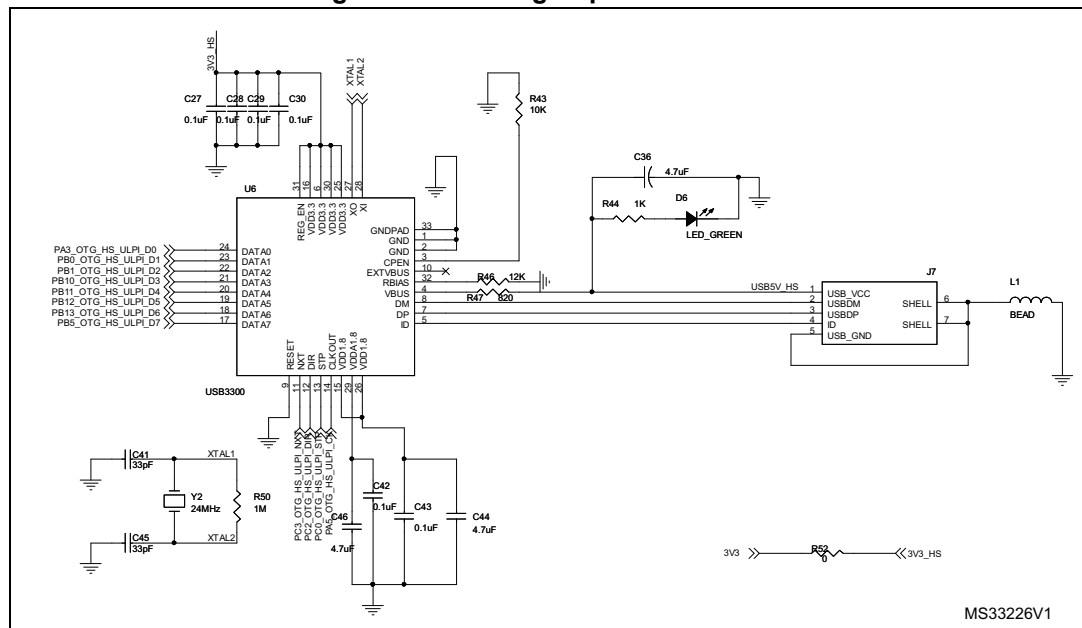 3V3_HS
XTAL1
XTAL2
C27
C28
C29
C30
0.1uF
0.1uF
0.1uF
0.1uF
R43
10K
U6
31
16
6
30
25
27
28
REG_EN
VDD3.3
VDD3.3
VDD3.3
VDD3.3
XO
XI
C36
4.7uF
R44
1K
D6
LED_GREEN
PA3_OTG_HS_ULPI_D0
24
DATA0
PB0_OTG_HS_ULPI_D1
23
DATA1
PB1_OTG_HS_ULPI_D2
22
DATA2
PB10_OTG_HS_ULPI_D3
21
DATA3
PB11_OTG_HS_ULPI_D4
20
DATA4
PB12_OTG_HS_ULPI_D5
19
DATA5
PB13_OTG_HS_ULPI_D6
18
DATA6
PB5_OTG_HS_ULPI_D7
17
DATA7
GNDPAD
33
GND
1
GND
2
CPEN
3
EXTVBUS
10
RBIAS
32
VBUS
4
DM
8
DP
7
ID
5
R46
12K
R47
820
USB5V_HS
J7
1
USB_VCC
2
USBDM
3
USBDP
4
ID
5
USB_GND
SHELL
6
SHELL
7
L1
BEAD
RESET
NXT
DIR
STP
CLKOUT
VDD1.8
VDDA1.8
VDD1.8
9
11
12
13
14
15
29
26
USB3300
PC3_OTG_HS_ULPI_NXT
PC2_OTG_HS_ULPI_DIR
PC0_OTG_HS_ULPI_STP
C41
33pF
XTAL1
Y2
24MHz
R50
1M
C45
33pF
XTAL2
C42
0.1uF
C46
4.7uF
C43
0.1uF
C44
4.7uF
3V3
R52
0
3V3_HS
MS33226V1